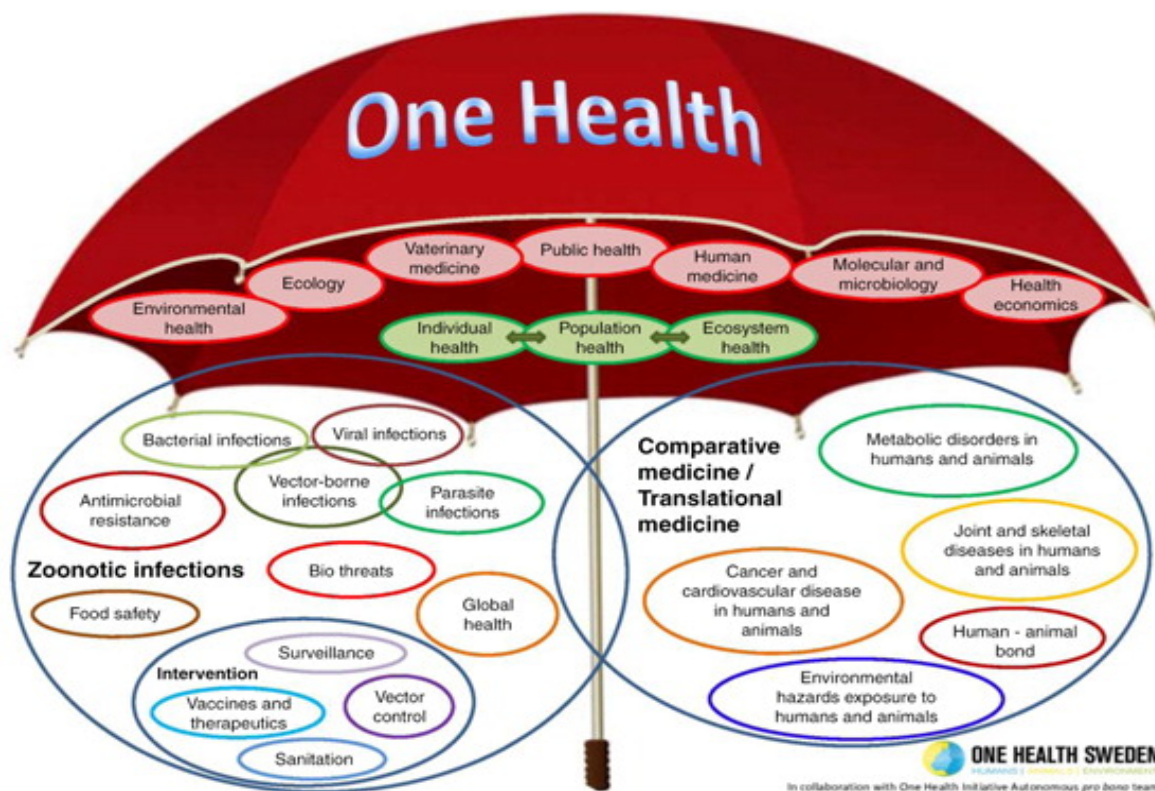 One Health
Vaterinary
medicine
Public health
Human
medicine
Ecology
Molecular and
microbiology
Environmental
health
Health
economics
Individual
health
Population
health
Ecosystem
health
Bacterial infections
Viral infections
Vector-borne
infections
Parasite
infections
Antimicrobial
resistance
Zoonotic infections
Bio threats
Food safety
Global
health
Surveillance
Intervention
Vaccines and
therapeutics
Vector
control
Sanitation
Comparative
medicine /
Translational
medicine
Metabolic disorders in
humans and animals
Joint and skeletal
diseases in humans
and animals
Cancer and
cardiovascular disease
in humans and
animals
Human - animal
bond
Environmental
hazards exposure to
humans and animals
ONE HEALTH SWEDEN
HUMANS | ANIMALS | ENVIRONMENT
In collaboration with One Health Initiative Autonomous pro bono team